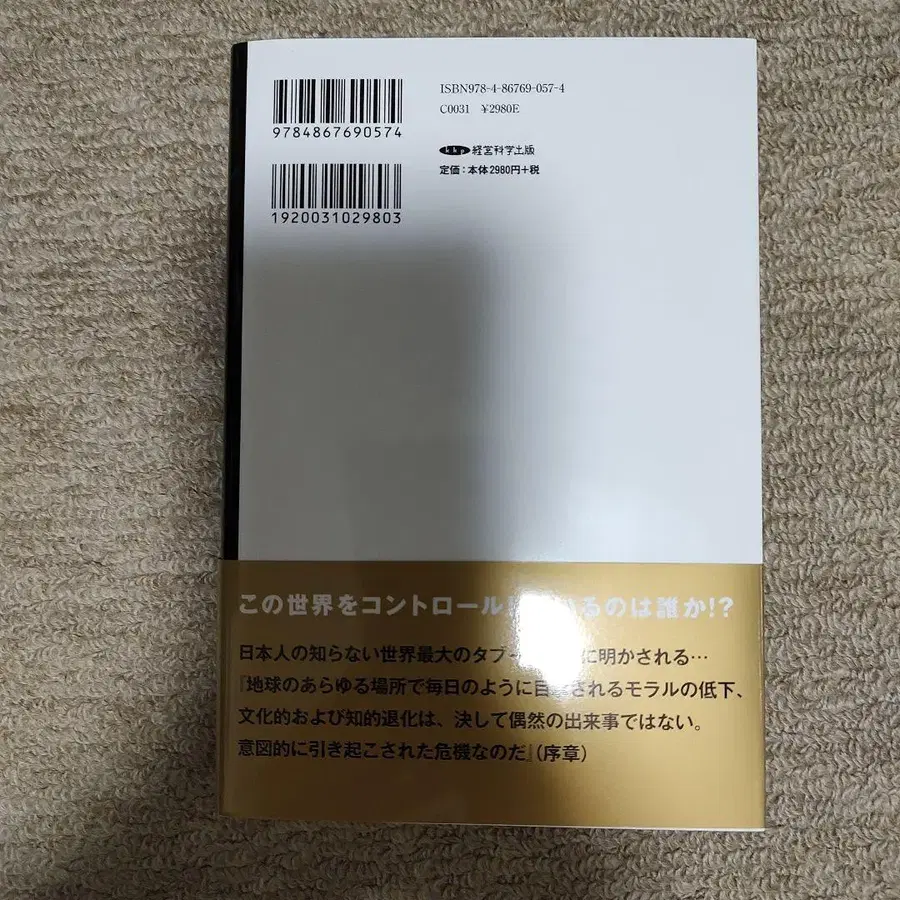 ISBN978-4-86769-057-4
C0031 ¥2980E
9784867690574
kkp 経営科学出版
定価：本体2980円+税
1920031029803
この世界をコントロール るのは誰か!?
日本人の知らない世界最大のタブー に明かされる…
『地球のあらゆる場所で毎日のように目 されるモラルの低下、
文化的および知的退化は、決して偶然の出来事ではない。
意図的に引き起こされた危機なのだ』（序章）